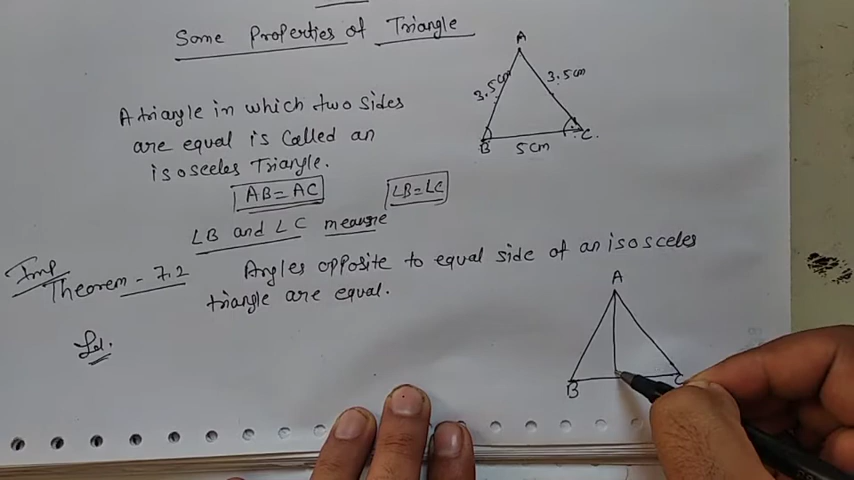 Some Properties of Triangle
A
3.5cm
3.5cm
B
C.
5cm
A triangle in which two sides
are equal is called an
isosceles Triangle.
AB=AC
∠B=∠C
∠B and ∠C measure
Imp
Theorem - 7.2
Angles opposite to equal side of an isosceles
triangle are equal.
A
B
C